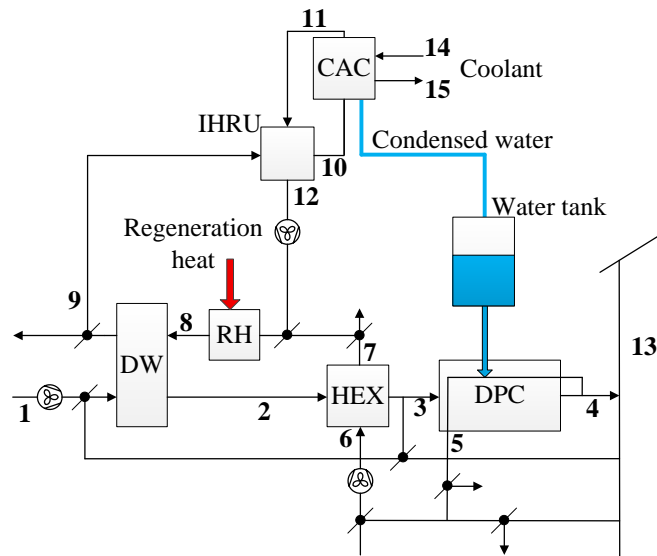 11
14
CAC
15
Coolant
IHRU
10
Condensed water
12
Water tank
Regeneration
heat
9
8
RH
7
13
DW
1
2
HEX
3
DPC
4
6
5